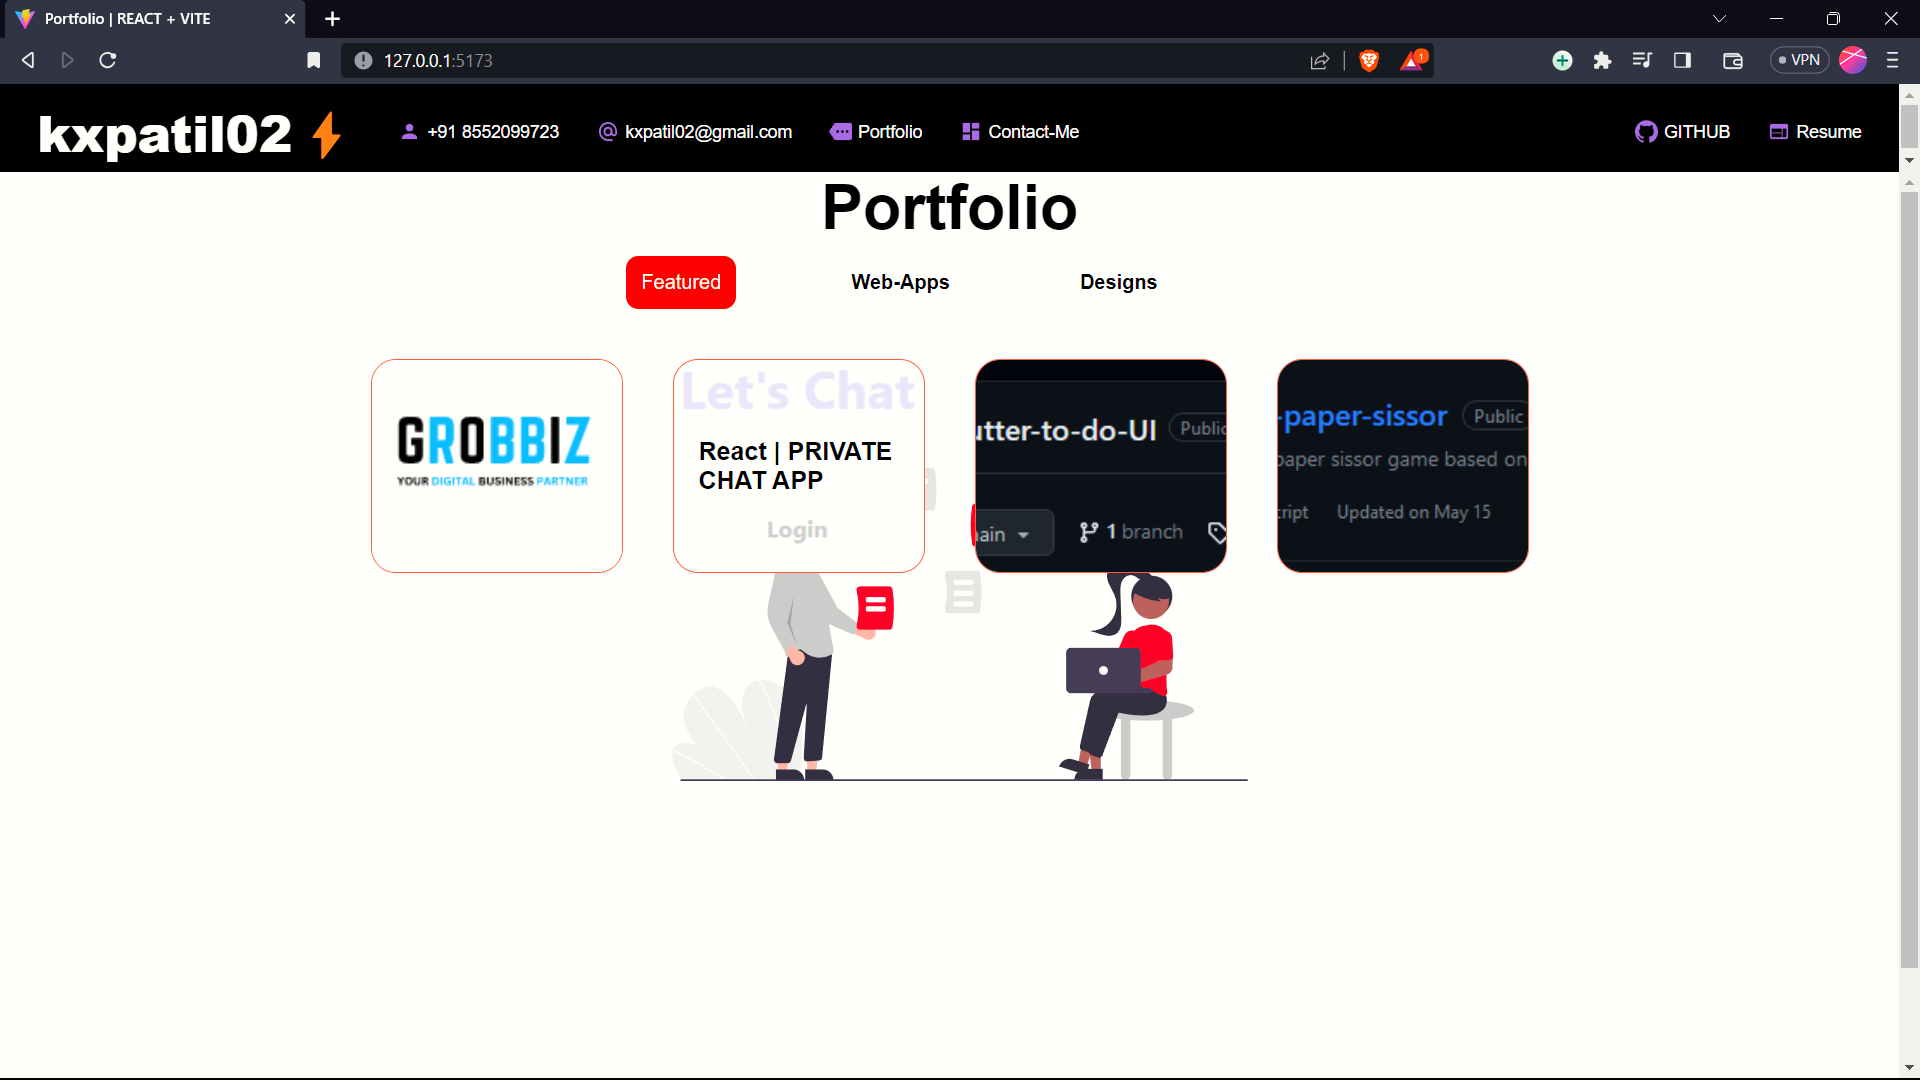 Portfolio | REACT + VITE
127.0.0.1:5173
1
VPN
kxpatil02
+91 8552099723
kxpatil02@gmail.com
Portfolio
Contact-Me
GITHUB
Resume
Portfolio
Featured
Web-Apps
Designs
GROBBIZ
YOUR DIGITAL BUSINESS PARTNER
Let's Chat
React | PRIVATE
CHAT APP
Login
utter-to-do-UI
Public
ain
1 branch
-paper-sissor
Public
paper sissor game based on
cript
Updated on May 15